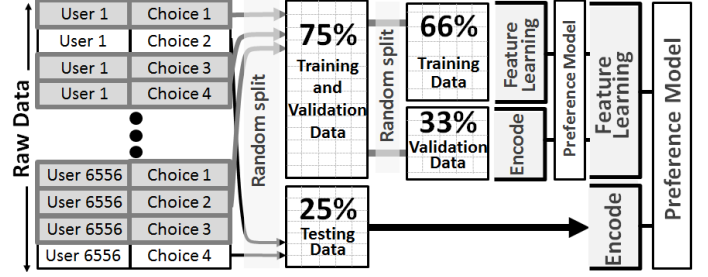 Raw Data
User 1 Choice 1
User 1 Choice 2
User 1 Choice 3
User 1 Choice 4
User 6556 Choice 1
User 6556 Choice 2
User 6556 Choice 3
User 6556 Choice 4
Random split
75%
Training
and
Validation
Data
25%
Testing
Data
Random split
66%
Training
Data
33%
Validation
Data
Feature
Learning
Encode
Preference Model
Feature
Learning
Encode
Preference Model